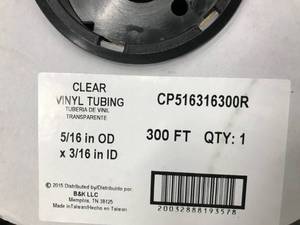 CLEAR
VINYL TUBING
TUBERIA DE VINIL
TRANSPARENTE
5/16 in OD
x 3/16 in ID
CP516316300R
300 FT QTY: 1
© 2015 Distributed by/Distribuido por:
B&K LLC
Memphis, TN 38125
Made in Taiwan/Hecho en Taiwan
20032888193578